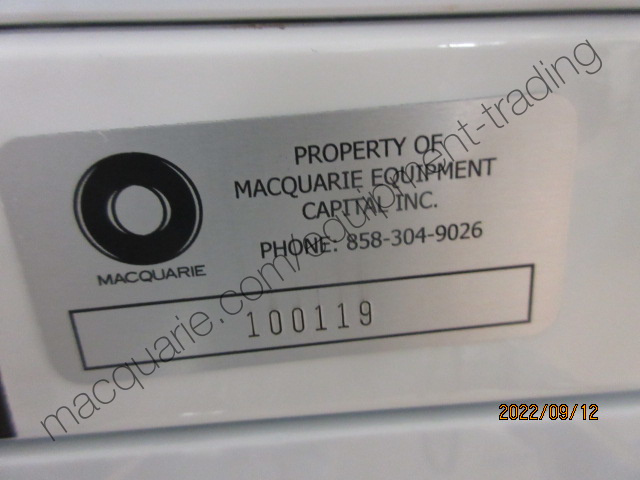 PROPERTY OF
MACQUARIE EQUIPMENT
CAPITAL INC.
PHONE: 858-304-9026
MACQUARIE
100119
macquarie.com/equipment-trading
2022/09/12